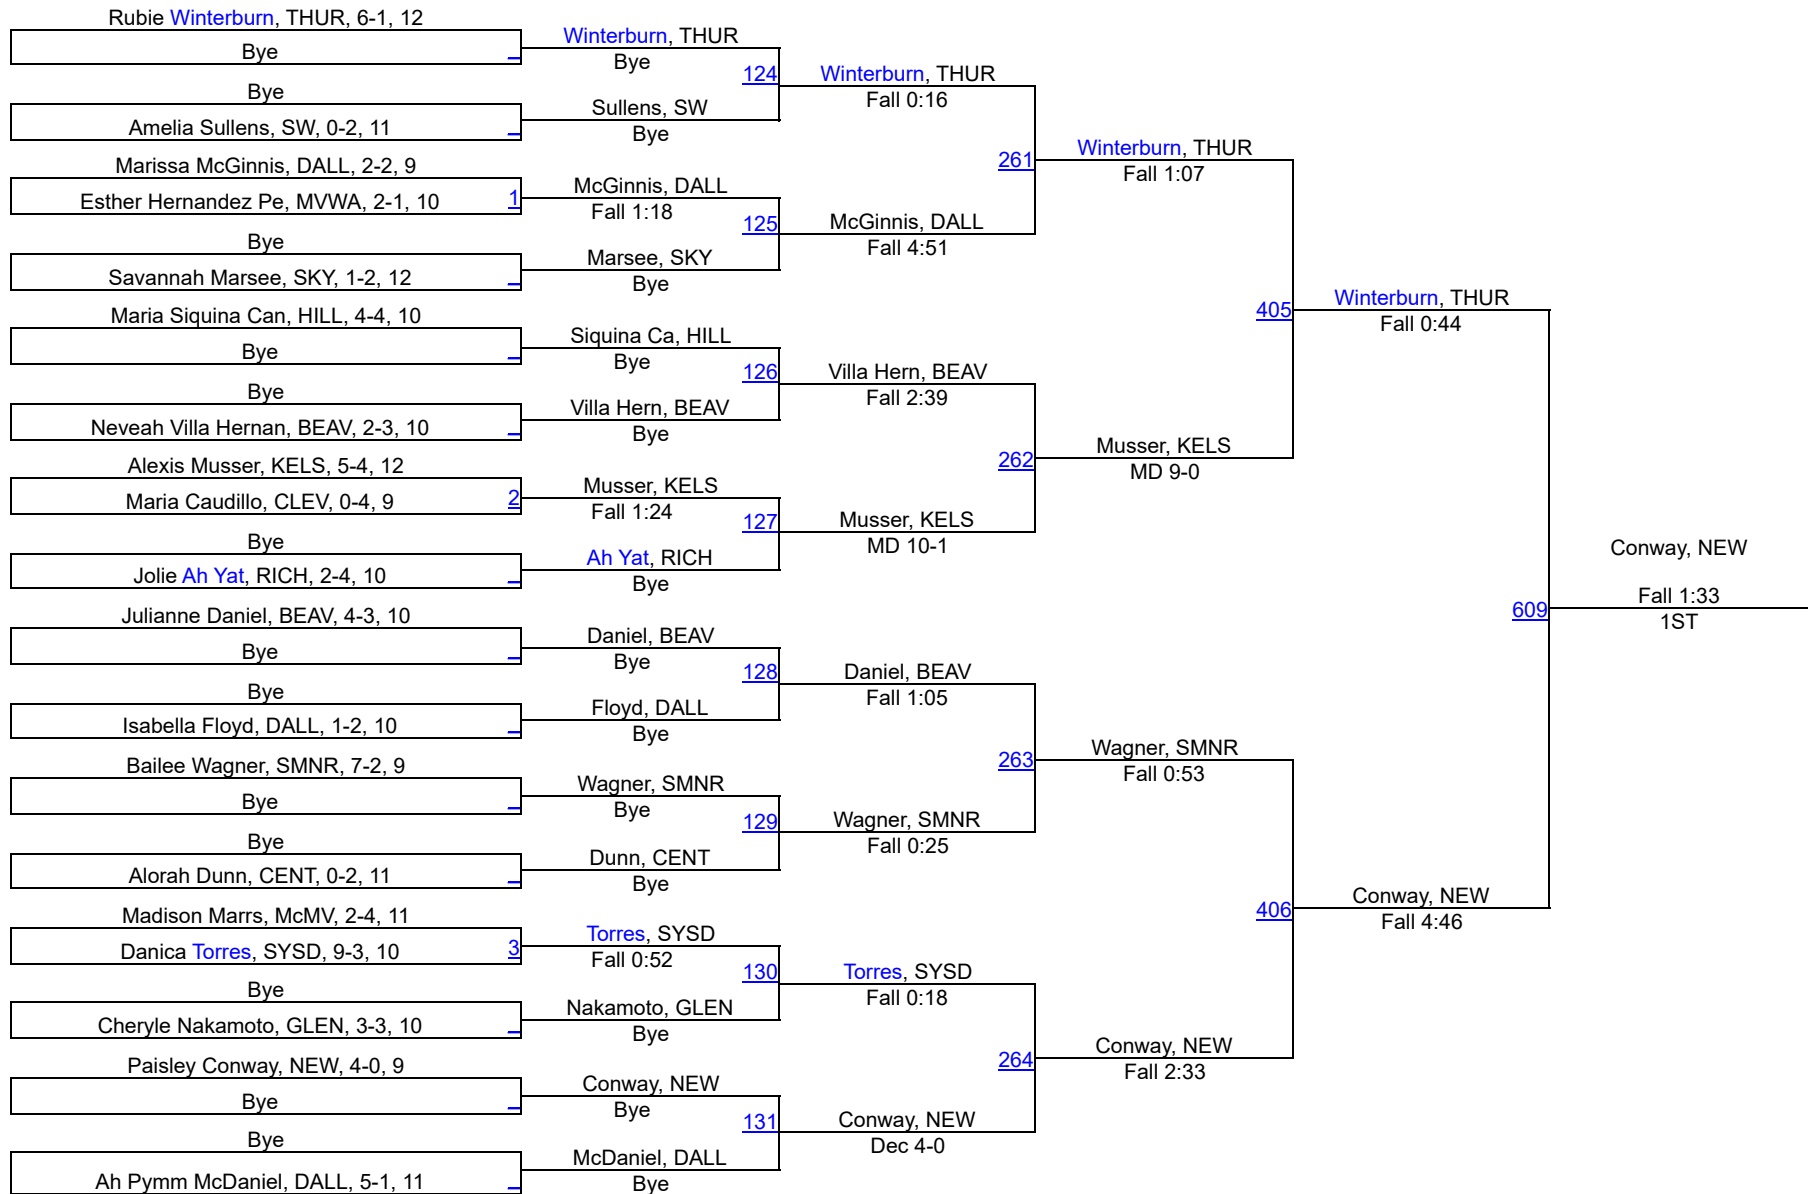 Rubie Winterburn, THUR, 6-1, 12
Bye
Bye
Amelia Sullens, SW, 0-2, 11
Marissa McGinnis, DALL, 2-2, 9
Esther Hernandez Pe, MVWA, 2-1, 10
1
Bye
Savannah Marsee, SKY, 1-2, 12
Maria Siquina Can, HILL, 4-4, 10
Bye
Bye
Neveah Villa Hernan, BEAV, 2-3, 10
Alexis Musser, KELS, 5-4, 12
Maria Caudillo, CLEV, 0-4, 9
2
Bye
Jolie Ah Yat, RICH, 2-4, 10
Julianne Daniel, BEAV, 4-3, 10
Bye
Bye
Isabella Floyd, DALL, 1-2, 10
Bailee Wagner, SMNR, 7-2, 9
Bye
Bye
Alorah Dunn, CENT, 0-2, 11
Madison Marrs, McMV, 2-4, 11
Danica Torres, SYSD, 9-3, 10
3
Bye
Cheryle Nakamoto, GLEN, 3-3, 10
Paisley Conway, NEW, 4-0, 9
Bye
Bye
Ah Pymm McDaniel, DALL, 5-1, 11
Winterburn, THUR
Bye
124
Sullens, SW
Bye
McGinnis, DALL
Fall 1:18
125
Marsee, SKY
Bye
Siquina Ca, HILL
Bye
126
Villa Hern, BEAV
Bye
Musser, KELS
Fall 1:24
127
Ah Yat, RICH
Bye
Daniel, BEAV
Bye
128
Floyd, DALL
Bye
Wagner, SMNR
Bye
129
Dunn, CENT
Bye
Torres, SYSD
Fall 0:52
130
Nakamoto, GLEN
Bye
Conway, NEW
Bye
131
McDaniel, DALL
Bye
Winterburn, THUR
Fall 0:16
261
McGinnis, DALL
Fall 4:51
Villa Hern, BEAV
Fall 2:39
262
Musser, KELS
MD 10-1
Daniel, BEAV
Fall 1:05
263
Wagner, SMNR
Fall 0:25
Torres, SYSD
Fall 0:18
264
Conway, NEW
Dec 4-0
Winterburn, THUR
Fall 1:07
405
Musser, KELS
MD 9-0
Wagner, SMNR
Fall 0:53
406
Conway, NEW
Fall 2:33
Winterburn, THUR
Fall 0:44
609
Conway, NEW
Fall 4:46
Conway, NEW
Fall 1:33
1ST